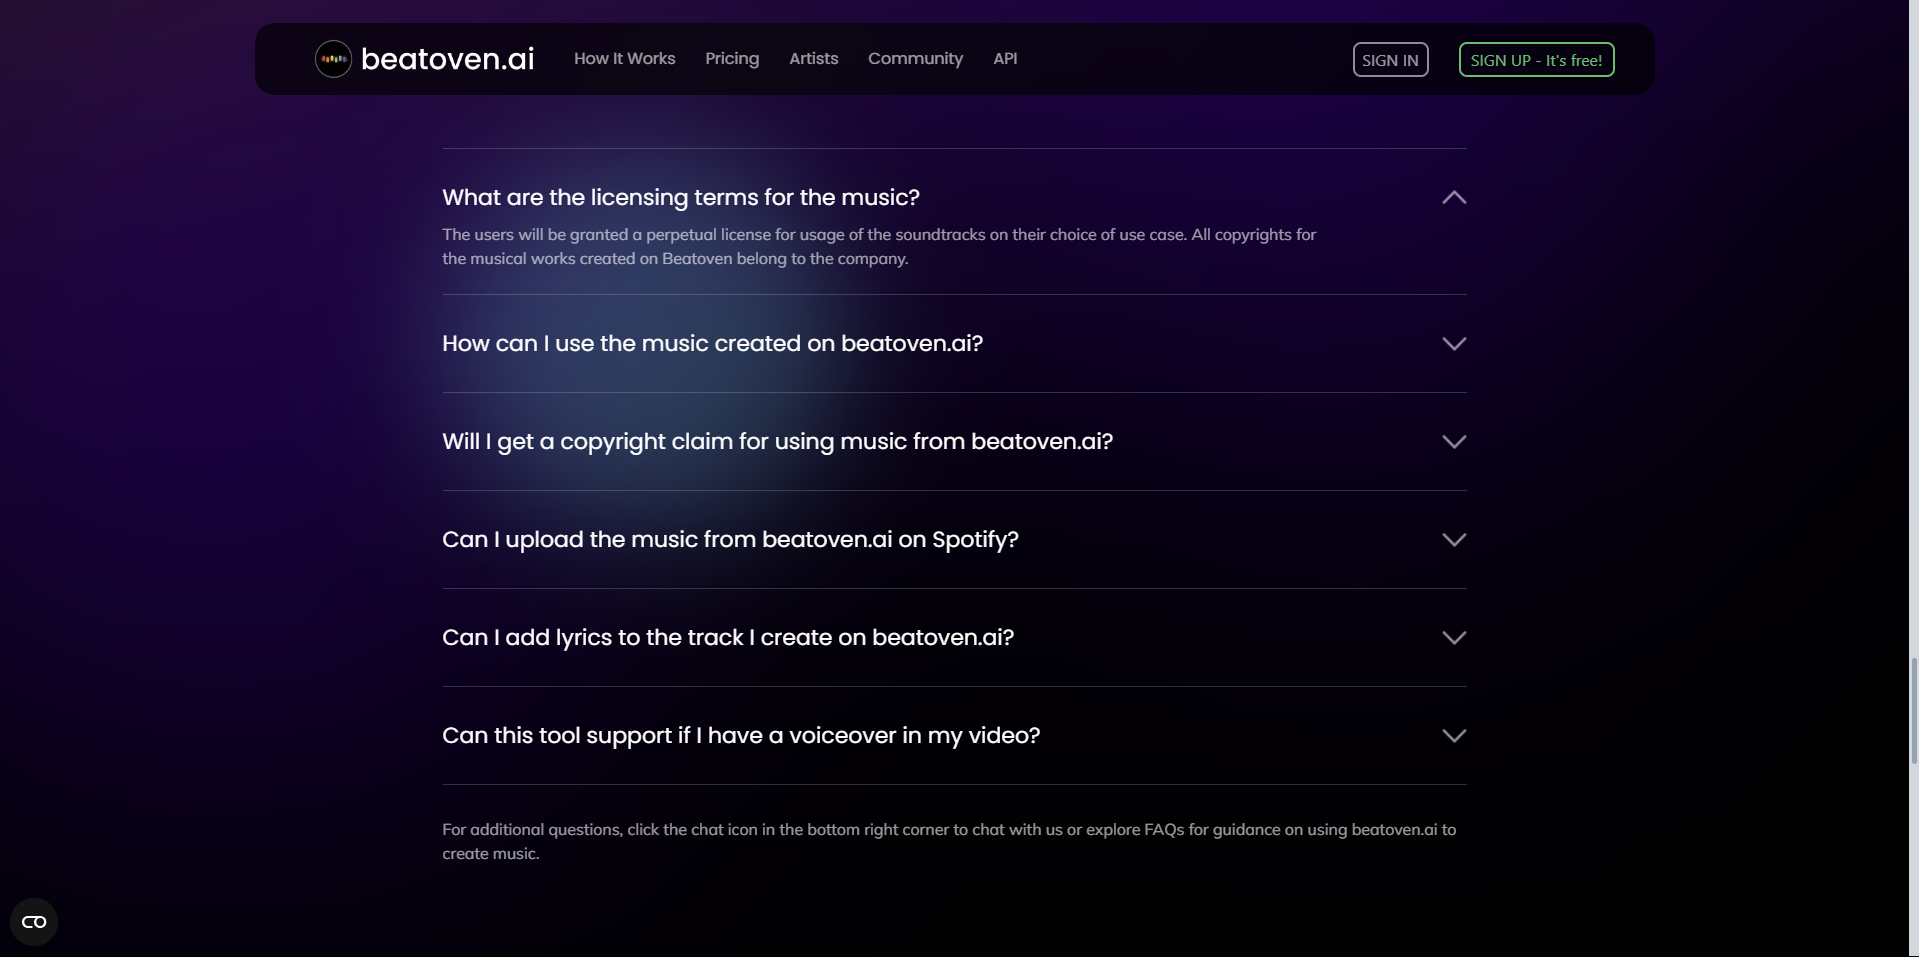 beatoven.ai
How It Works
Pricing
Artists
Community
API
SIGN IN
SIGN UP - It's free!
What are the licensing terms for the music?
The users will be granted a perpetual license for usage of the soundtracks on their choice of use case. All copyrights for
the musical works created on Beatoven belong to the company.
How can I use the music created on beatoven.ai?
Will I get a copyright claim for using music from beatoven.ai?
Can I upload the music from beatoven.ai on Spotify?
Can I add lyrics to the track I create on beatoven.ai?
Can this tool support if I have a voiceover in my video?
For additional questions, click the chat icon in the bottom right corner to chat with us or explore FAQs for guidance on using beatoven.ai to
create music.